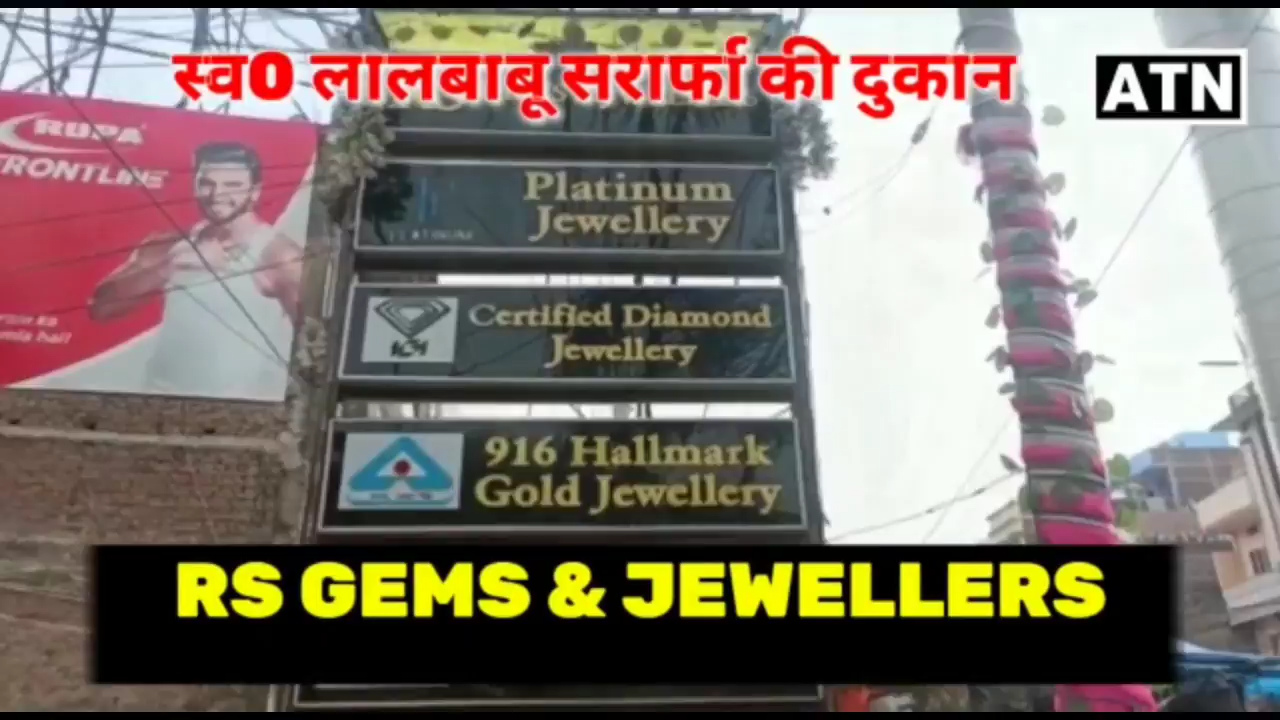 स्व0 लालबाबू सरार्फा की दुकान
ATN
RUPA
FRONTLINE
Platinum
Jewellery
Certified Diamond
Jewellery
916 Hallmark
Gold Jewellery
RS GEMS & JEWELLERS